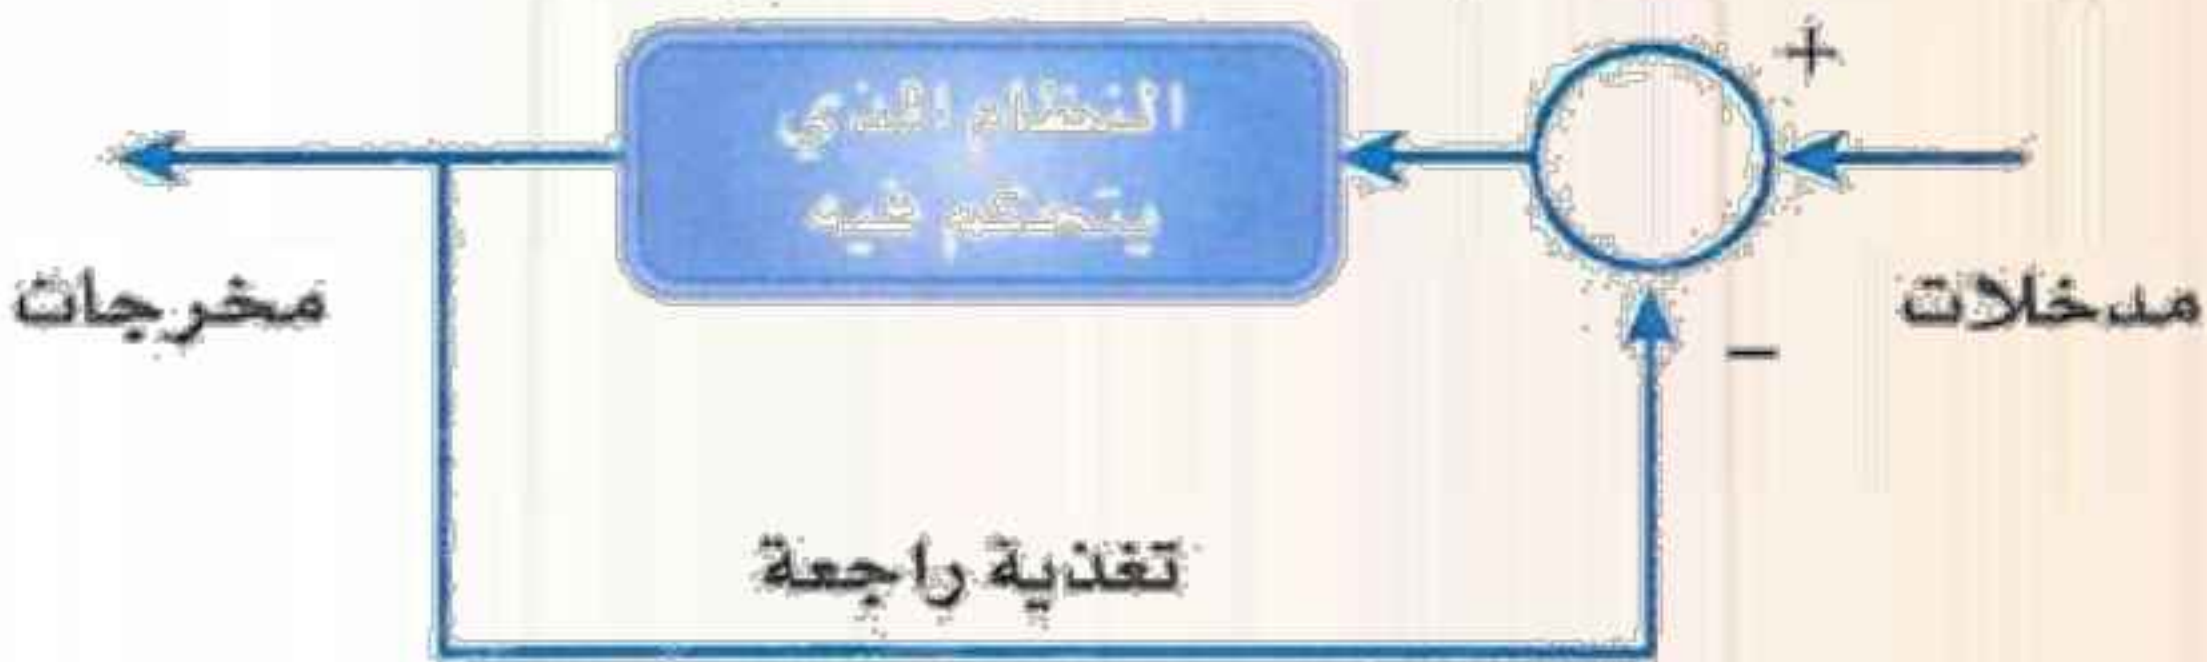 النظام الذي
يتحكم فيه
+
مدخلات
−
مخرجات
تغذية راجعة